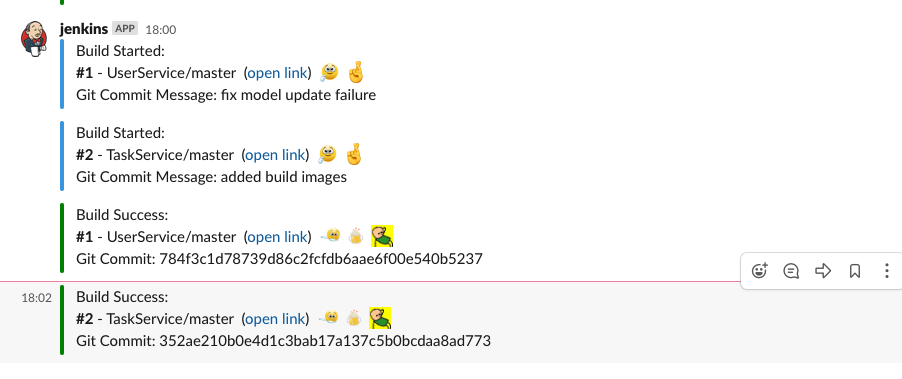 jenkins APP 18:00
Build Started:
#1 - UserService/master (open link)
Git Commit Message: fix model update failure
Build Started:
#2 - TaskService/master (open link)
Git Commit Message: added build images
Build Success:
#1 - UserService/master (open link)
Git Commit: 784f3c1d78739d86c2fcfdb6aae6f00e540b5237
18:02 Build Success:
#2 - TaskService/master (open link)
Git Commit: 352ae210b0e4d1c3bab17a137c5b0bcdaa8ad773